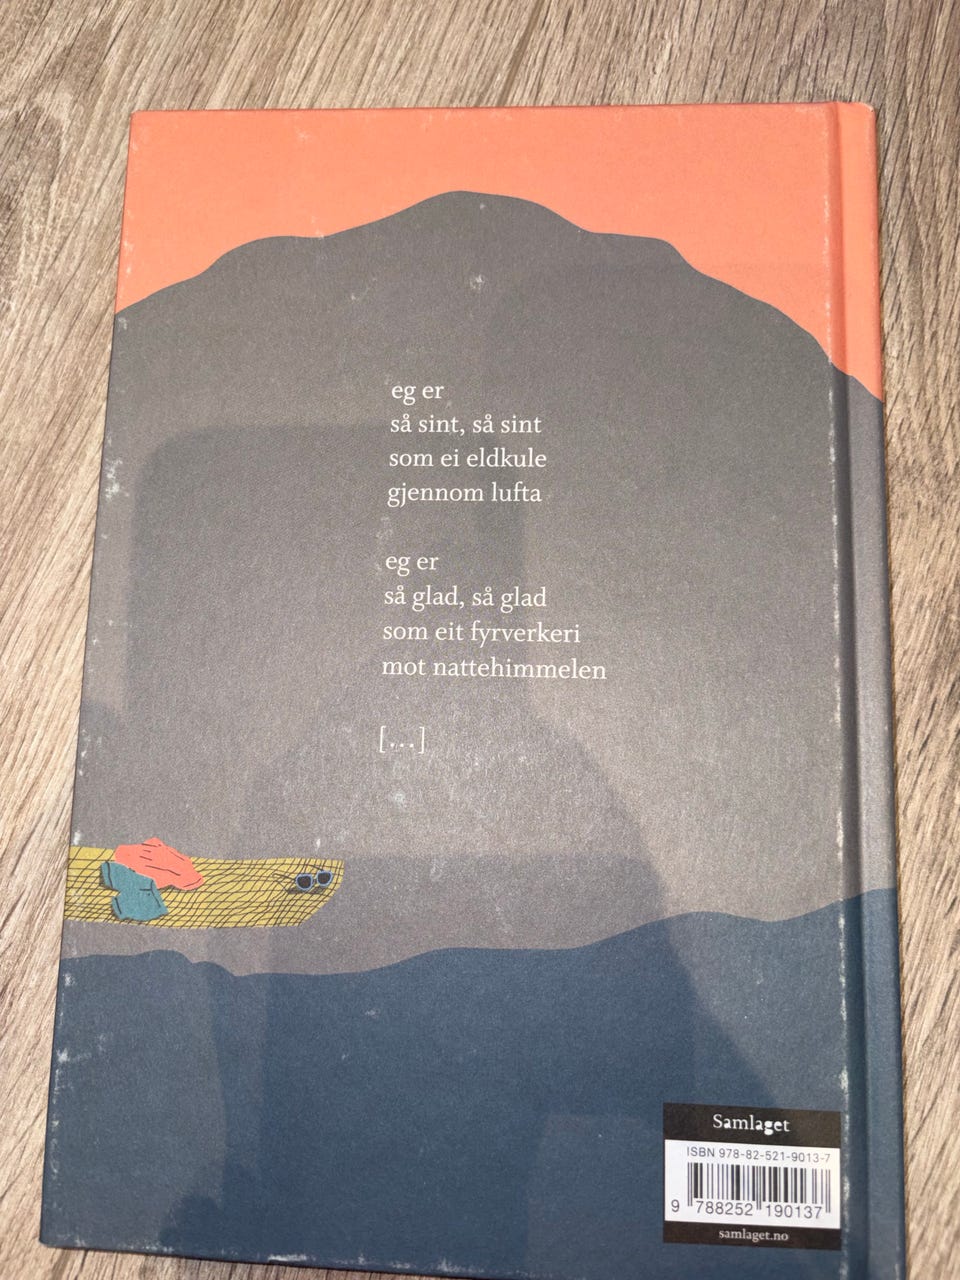 eg er
så sint, så sint
som ei eldkule
gjennom lufta
eg er
så glad, så glad
som eit fyrverkeri
mot nattehimmelen
[...]
Samlaget
ISBN 978-82-521-9013-7
9 788252 190137
samlaget.no